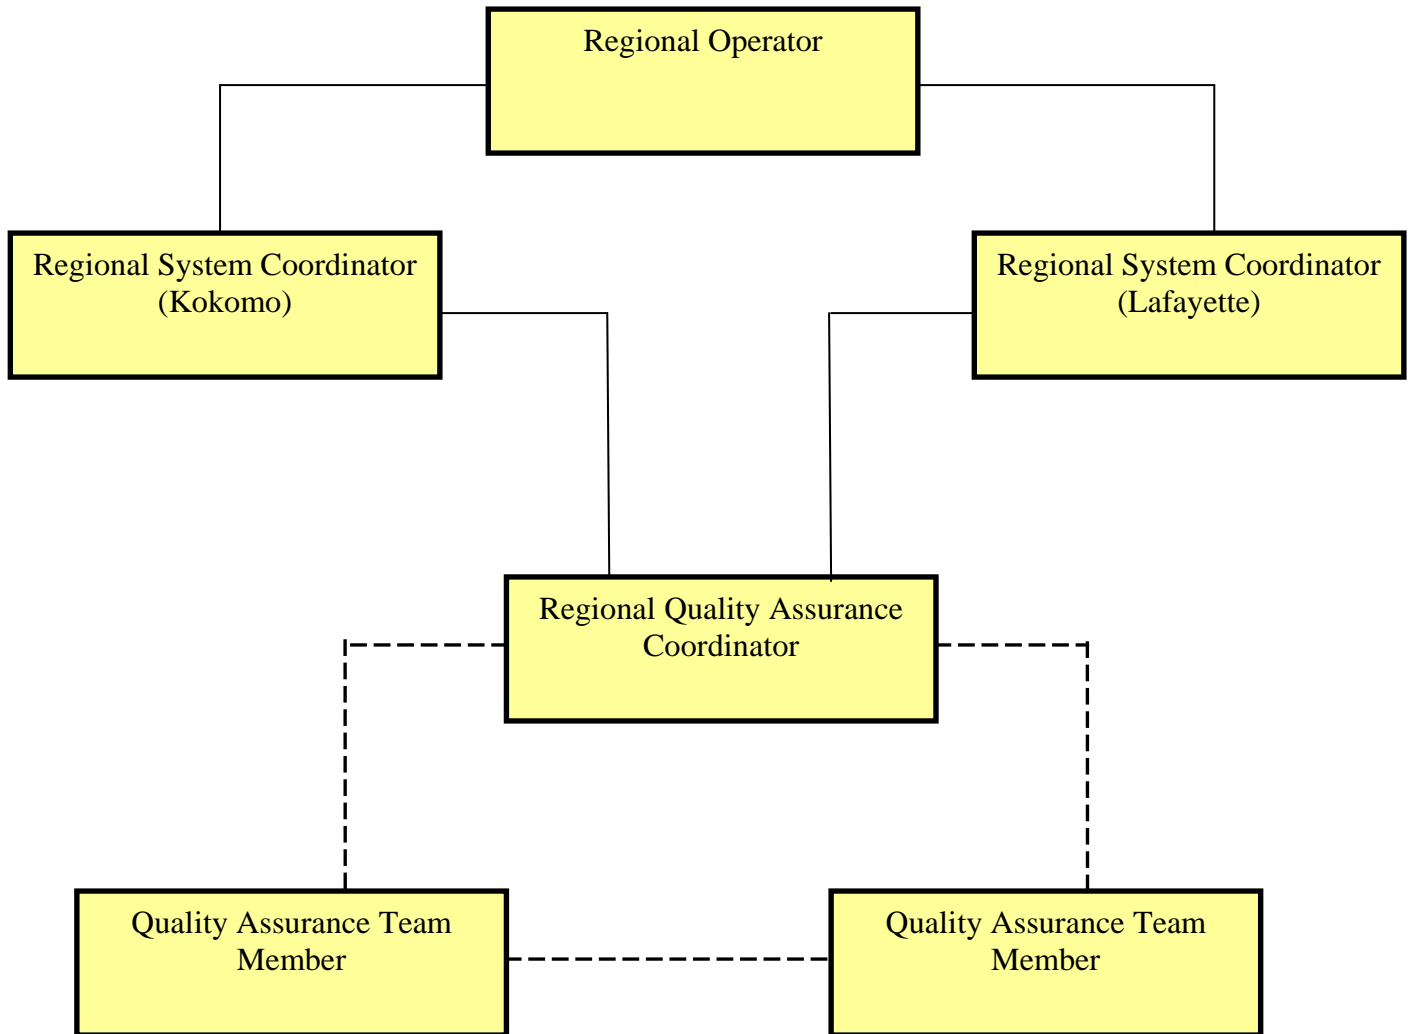 Regional Operator
Regional System Coordinator
(Kokomo)
Regional System Coordinator
(Lafayette)
Regional Quality Assurance
Coordinator
Quality Assurance Team
Member
Quality Assurance Team
Member